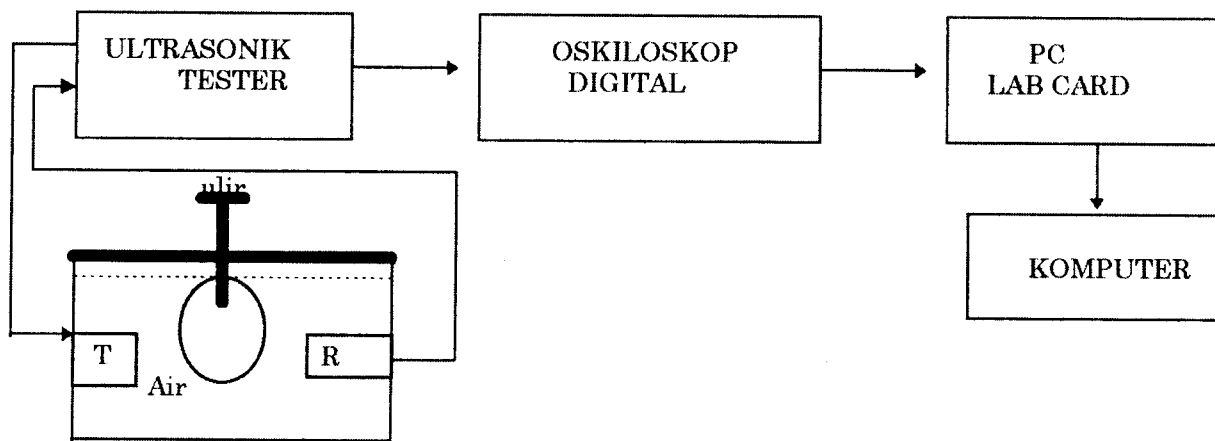 ULTRASONIK
TESTER
OSKILOSKOP
DIGITAL
PC
LAB CARD
KOMPUTER
ulir
T
R
Air